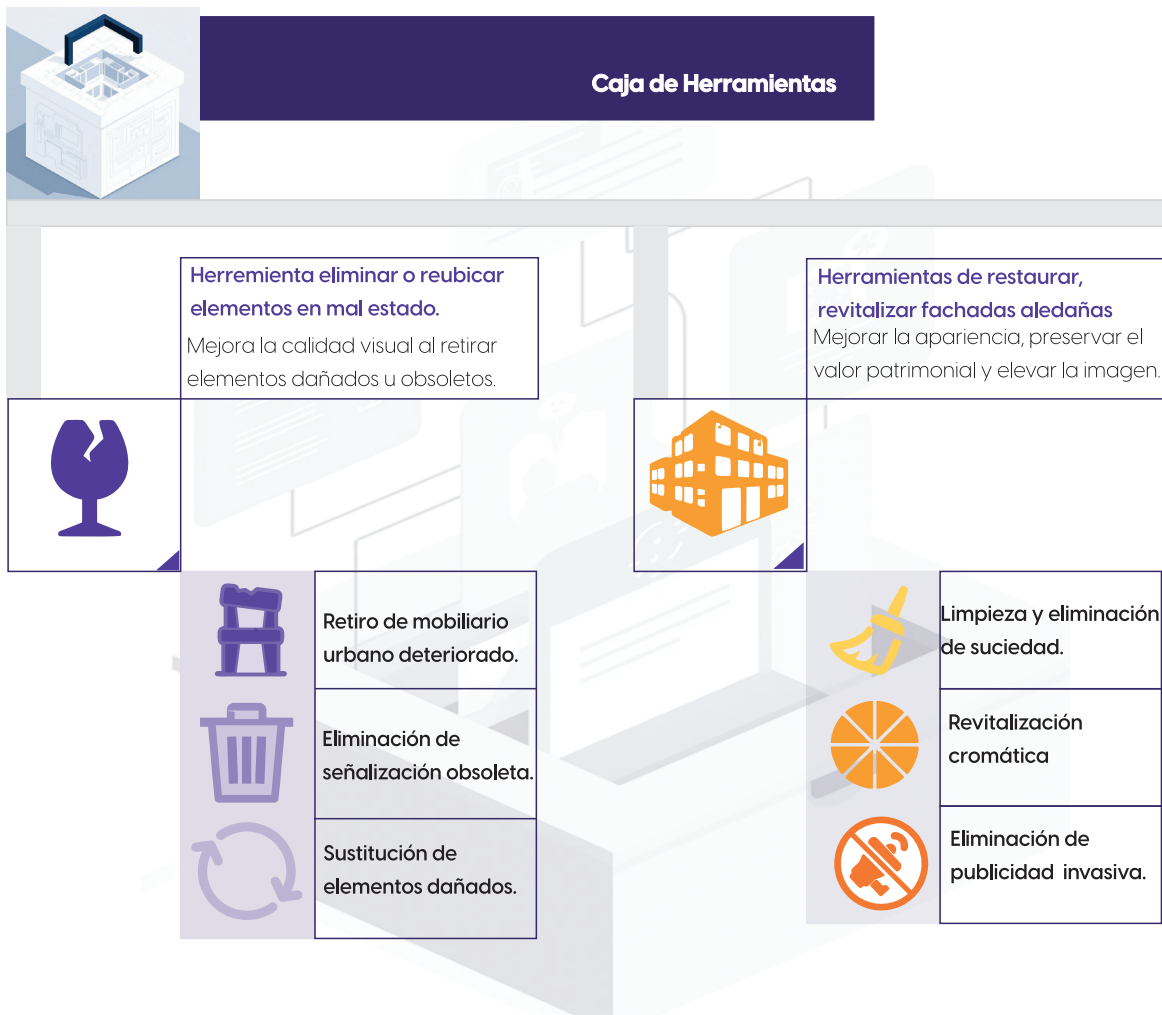 Caja de Herramientas
Herremienta eliminar o reubicar
elementos en mal estado.
Mejora la calidad visual al retirar
elementos dañados u obsoletos.
Retiro de mobiliario
urbano deteriorado.
Eliminación de
señalización obsoleta.
Sustitución de
elementos dañados.
Herramientas de restaurar,
revitalizar fachadas aledañas
Mejorar la apariencia, preservar el
valor patrimonial y elevar la imagen.
Limpieza y eliminación
de suciedad.
Revitalización
cromática
Eliminación de
publicidad invasiva.